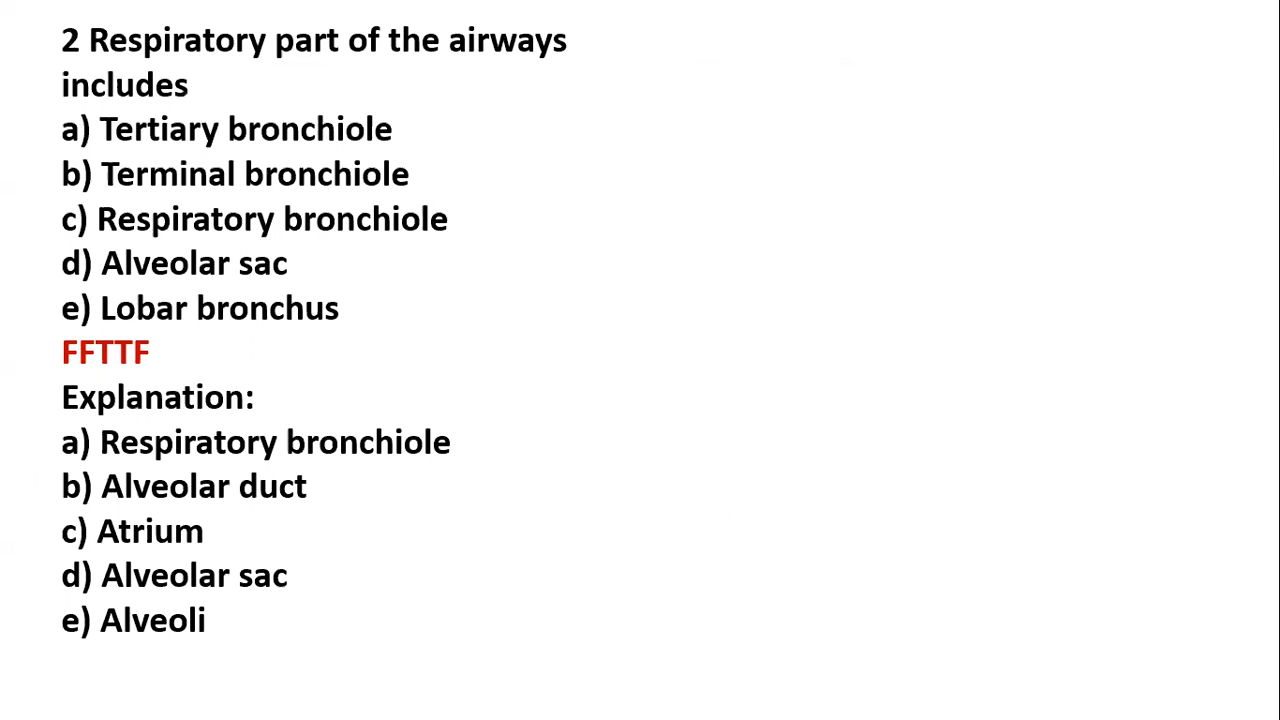 2 Respiratory part of the airways
includes
a) Tertiary bronchiole
b) Terminal bronchiole
c) Respiratory bronchiole
d) Alveolar sac
e) Lobar bronchus
FFTTF
Explanation:
a) Respiratory bronchiole
b) Alveolar duct
c) Atrium
d) Alveolar sac
e) Alveoli